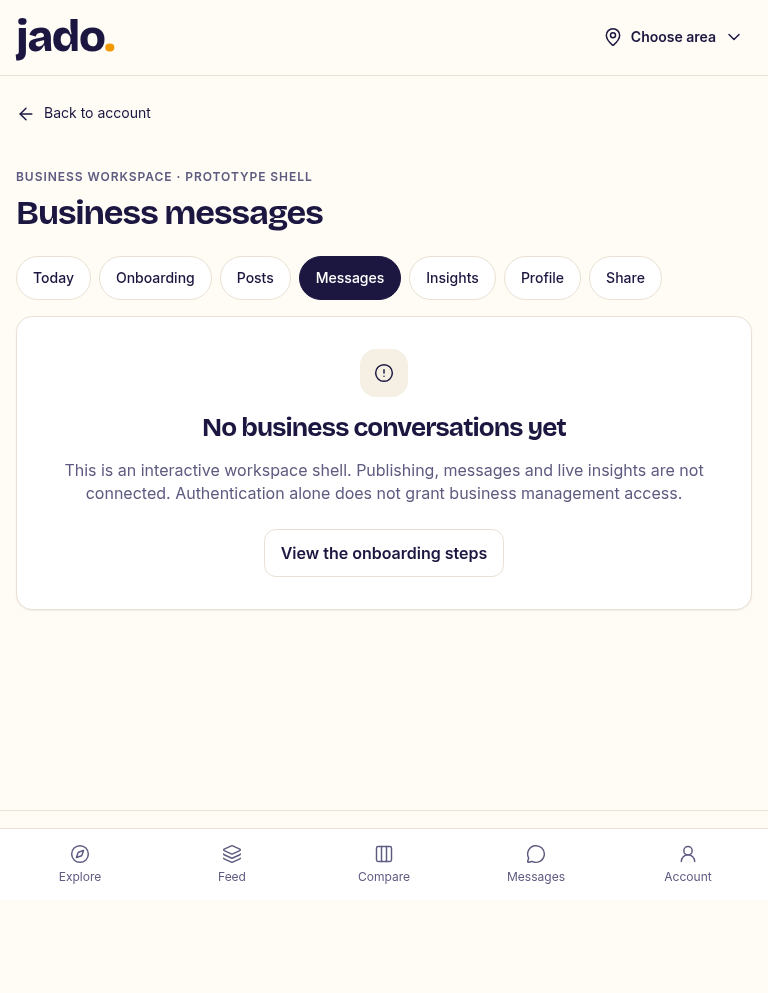 jado.
Choose area
Back to account
BUSINESS WORKSPACE · PROTOTYPE SHELL
Business messages
Today Onboarding Posts Messages Insights Profile Share
No business conversations yet
This is an interactive workspace shell. Publishing, messages and live insights are not
connected. Authentication alone does not grant business management access.
View the onboarding steps
Explore Feed Compare Messages Account